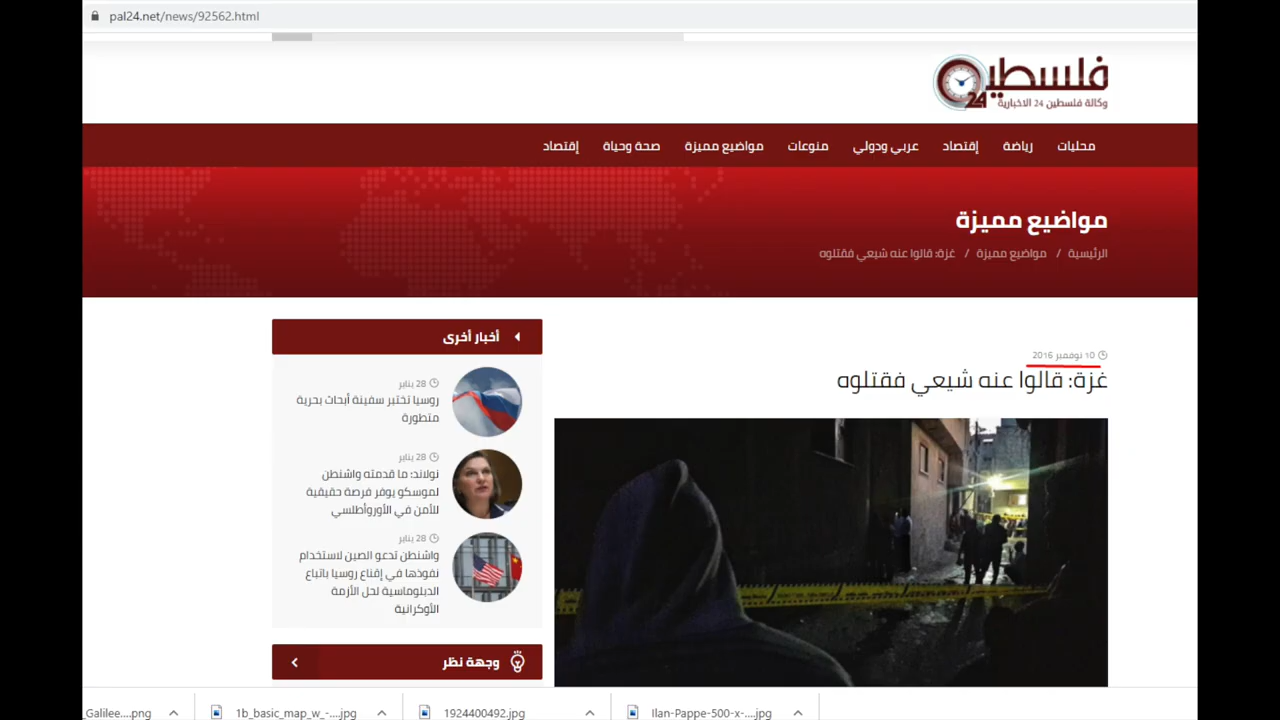 pal24.net/news/92562.html
فلسطين
24
وكالة فلسطين 24 الاخبارية
محليات رياضة إقتصاد عربي ودولي منوعات مواضيع مميزة صحة وحياة إقتصاد
مواضيع مميزة
الرئيسية / مواضيع مميزة / غزة: قالوا عنه شيعي فقتلوه
10 نوفمبر 2016
غزة: قالوا عنه شيعي فقتلوه
أخبار أخرى
28 يناير
روسيا تختبر سفينة أبحاث بحرية
متطورة
28 يناير
نولاند: ما قدمته واشنطن
لموسكو يوفر فرصة حقيقية
للأمن في الأوروأطلسي
28 يناير
واشنطن تدعو الصين لاستخدام
نفوذها في إقناع روسيا باتباع
الدبلوماسية لحل الأزمة
الأوكرانية
وجهة نظر
_Galilee....png
1b_basic_map_w_-....jpg
1924400492.jpg
Ilan-Pappe-500-x-....jpg